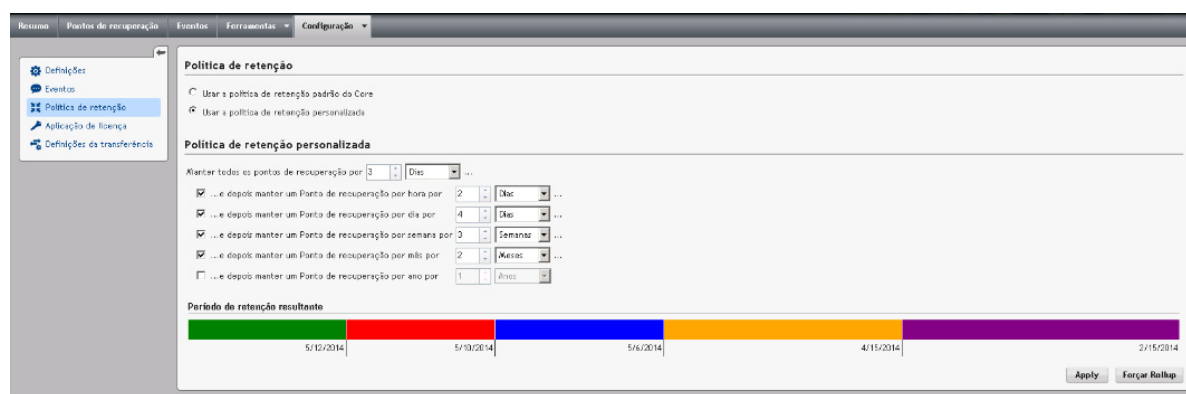 Resumo Pontos de recuperação Eventos Ferramentas Configuração
Definições
Eventos
Política de retenção
Aplicação de licença
Definições da transferência
Política de retenção
Usar a política de retenção padrão do Core
Usar a política de retenção personalizada
Política de retenção personalizada
Manter todos os pontos de recuperação por 3 Dias ...
...e depois manter um Ponto de recuperação por hora por 2 Dias ...
...e depois manter um Ponto de recuperação por dia por 4 Dias ...
...e depois manter um Ponto de recuperação por semana por 3 Semanas ...
...e depois manter um Ponto de recuperação por mês por 2 Meses ...
...e depois manter um Ponto de recuperação por ano por 1 Anos
Período de retenção resultante
5/12/2014 5/10/2014 5/6/2014 4/15/2014 2/15/2014
Apply Forçar Rollup